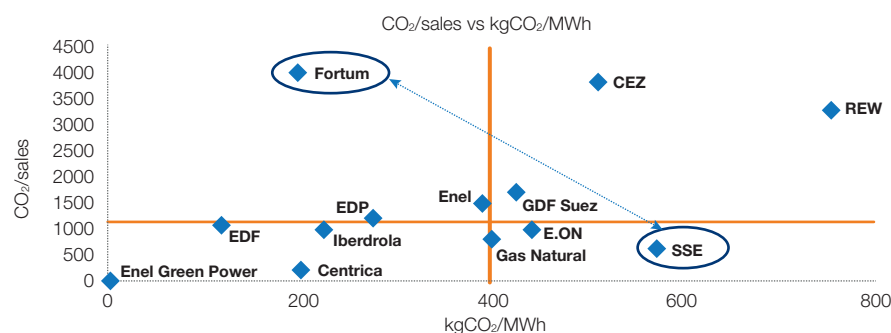 CO₂/sales vs kgCO₂/MWh
CO₂/sales
4500
4000
3500
3000
2500
2000
1500
1000
500
0
Fortum
CEZ
REW
Enel
GDF Suez
EDP
EDF
Iberdrola
E.ON
Gas Natural
SSE
Enel Green Power
Centrica
0
200
400
600
800
kgCO₂/MWh